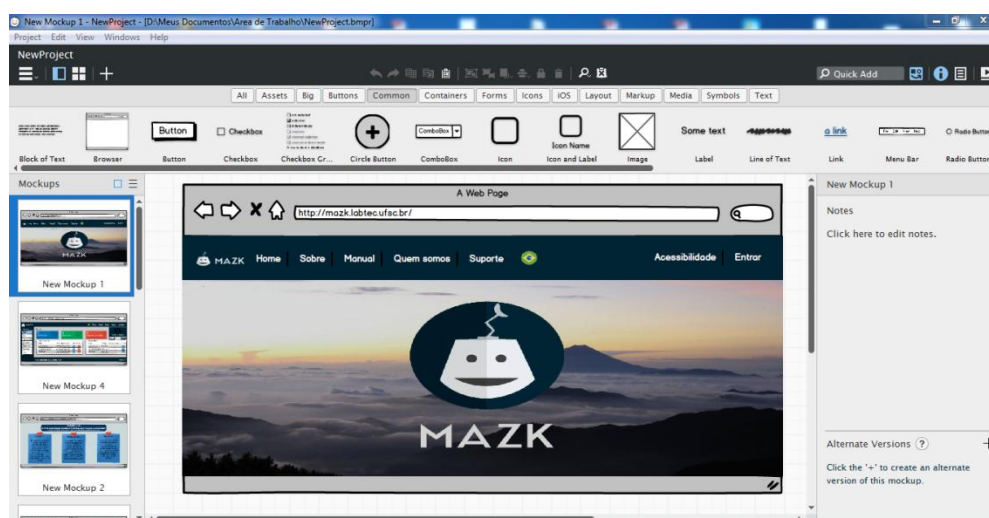 New Mockup 1 - NewProject - [D:\Meus Documentos\Area de Trabalho\NewProject.bmpr]
Project Edit View Windows Help
NewProject
Quick Add
All Assets Big Buttons Common Containers Forms Icons iOS Layout Markup Media Symbols Text
Button Checkbox ComboBox Icon Name Some text a link Radio Button
Block of Text Browser Button Checkbox Checkbox Gr... Circle Button ComboBox Icon Icon and Label Image Label Line of Text Link Menu Bar Radio Button
Mockups
New Mockup 1
New Mockup 4
New Mockup 2
A Web Page
http://mazk.labtec.ufsc.br/
MAZK Home Sobre Manual Quem somos Suporte Acessibilidade Entrar
MAZK
New Mockup 1
Notes
Click here to edit notes.
Alternate Versions ?
Click the '+' to create an alternate
version of this mockup.